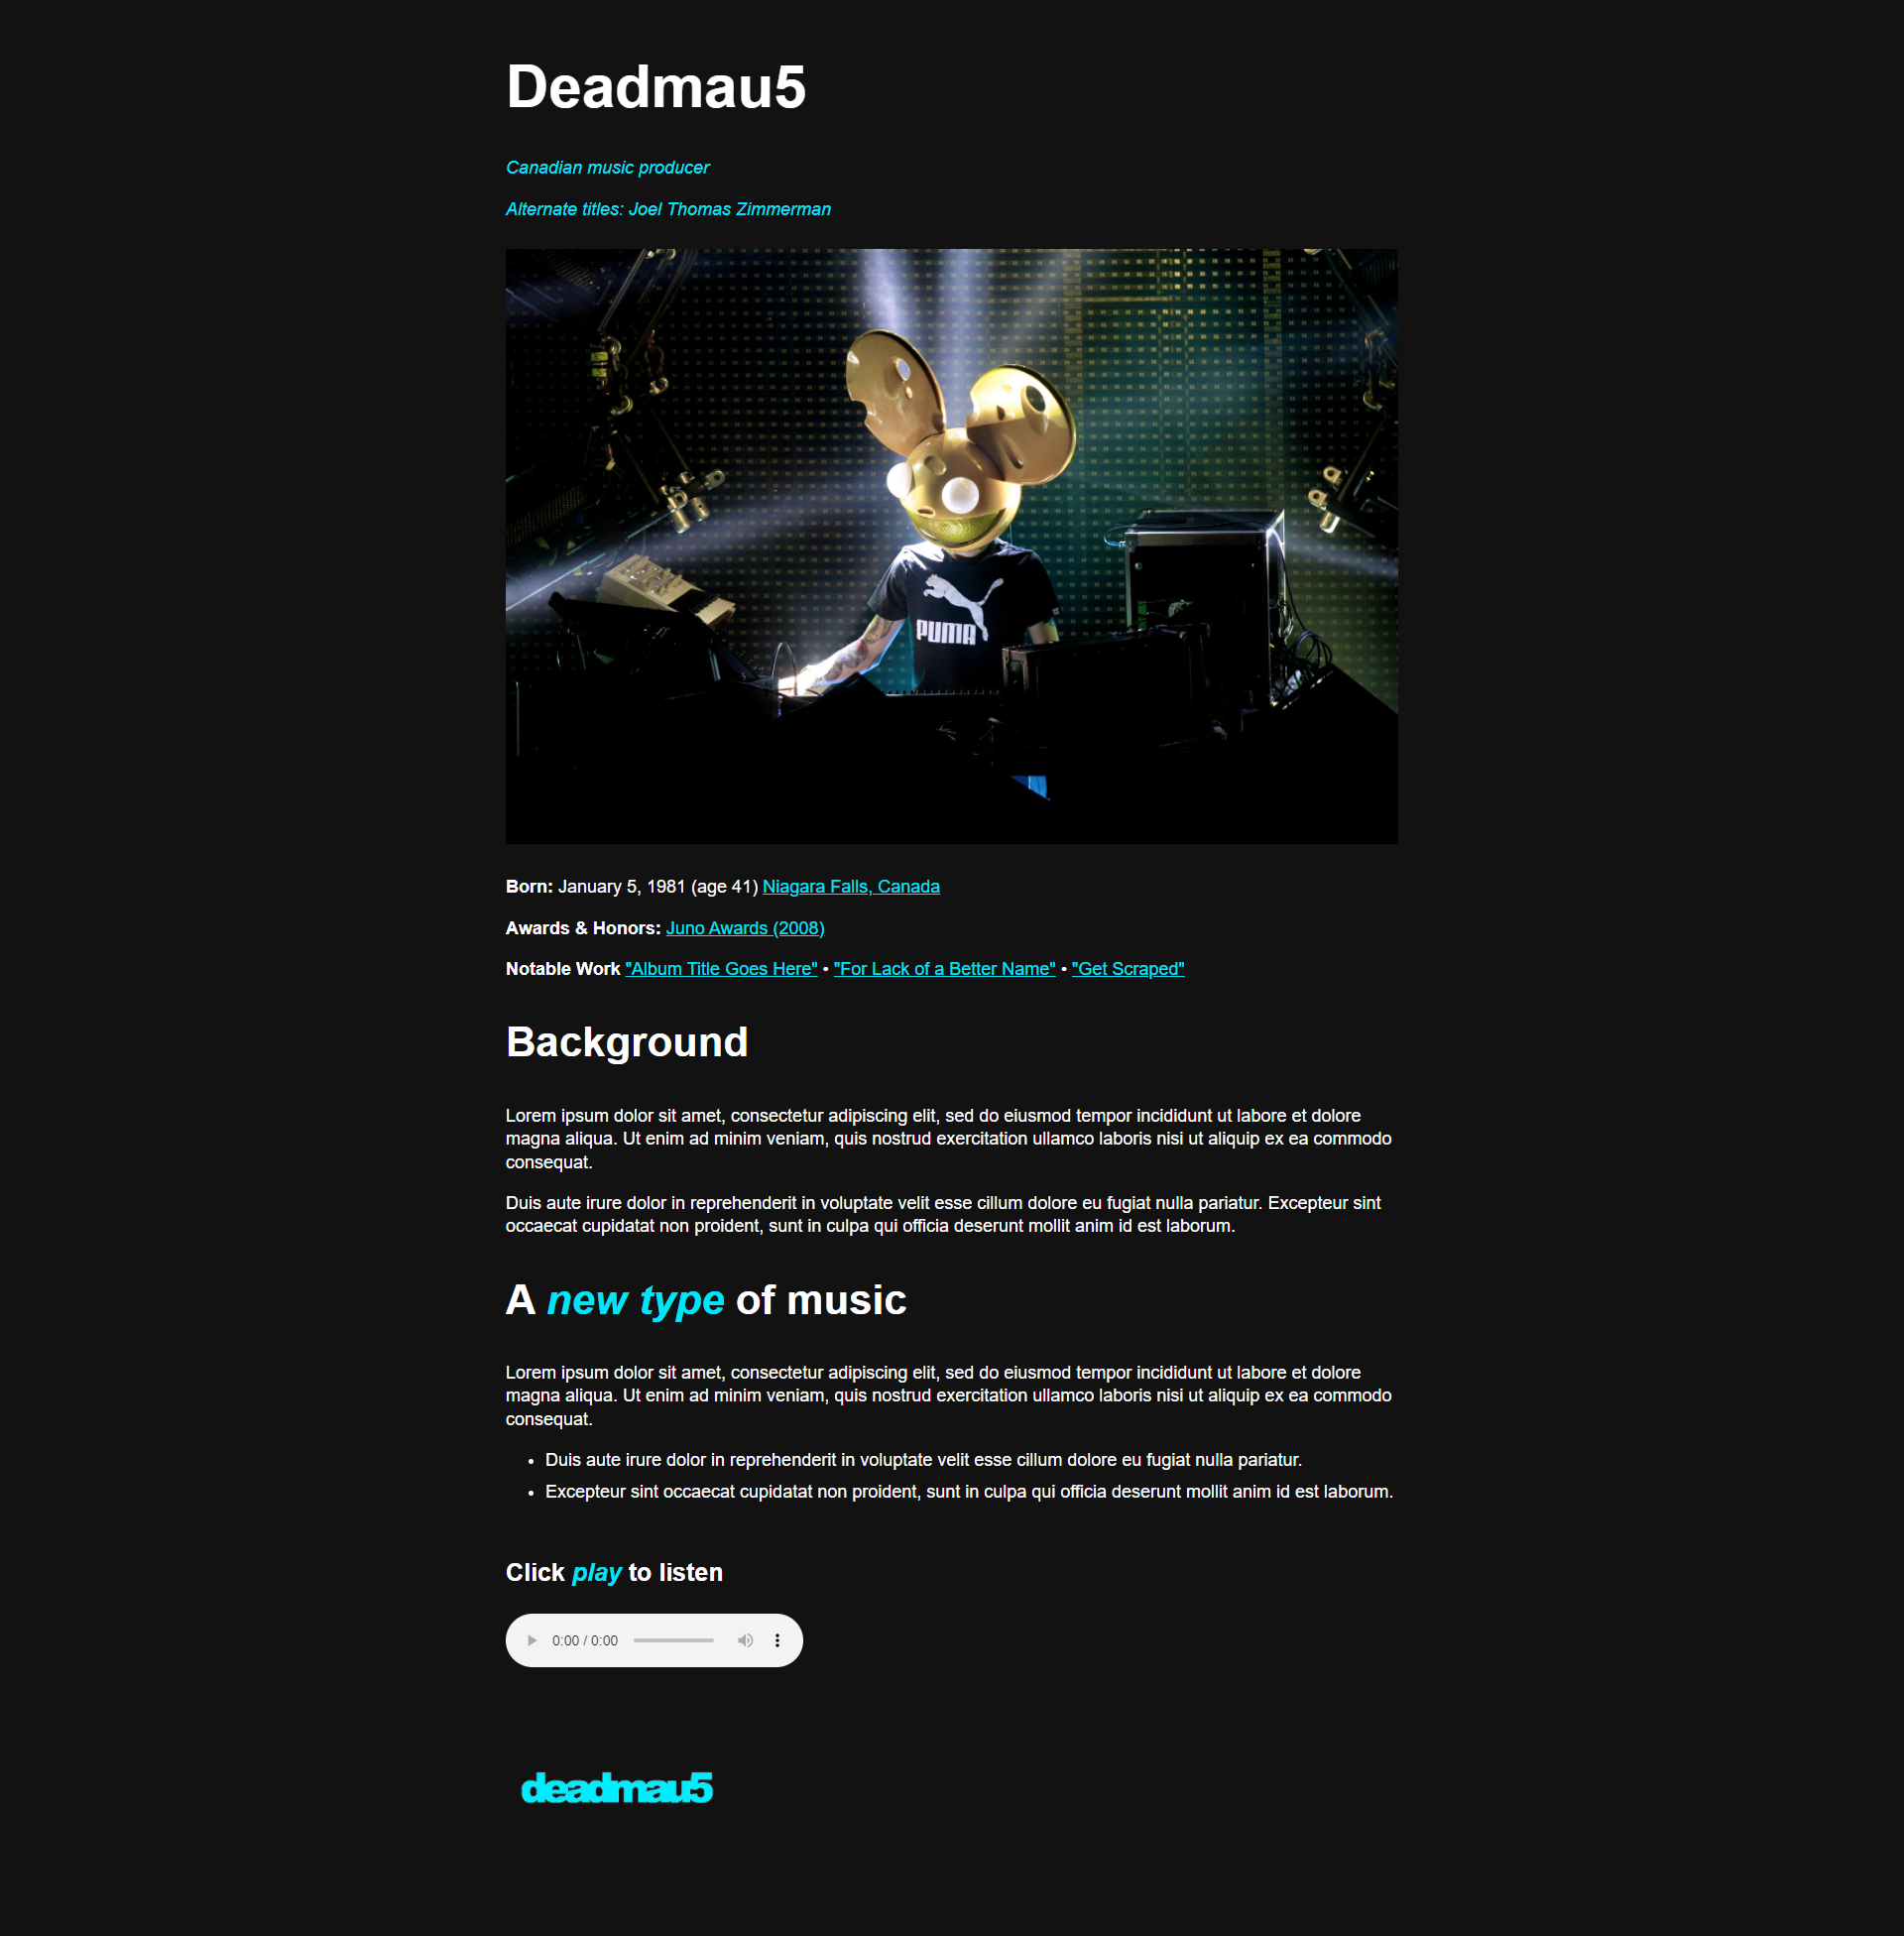 Deadmau5
Canadian music producer
Alternate titles: Joel Thomas Zimmerman
PUMA
Born: January 5, 1981 (age 41) Niagara Falls, Canada
Awards & Honors: Juno Awards (2008)
Notable Work "Album Title Goes Here" • "For Lack of a Better Name" • "Get Scraped"
Background
Lorem ipsum dolor sit amet, consectetur adipiscing elit, sed do eiusmod tempor incididunt ut labore et dolore
magna aliqua. Ut enim ad minim veniam, quis nostrud exercitation ullamco laboris nisi ut aliquip ex ea commodo
consequat.
Duis aute irure dolor in reprehenderit in voluptate velit esse cillum dolore eu fugiat nulla pariatur. Excepteur sint
occaecat cupidatat non proident, sunt in culpa qui officia deserunt mollit anim id est laborum.
A new type of music
Lorem ipsum dolor sit amet, consectetur adipiscing elit, sed do eiusmod tempor incididunt ut labore et dolore
magna aliqua. Ut enim ad minim veniam, quis nostrud exercitation ullamco laboris nisi ut aliquip ex ea commodo
consequat.
• Duis aute irure dolor in reprehenderit in voluptate velit esse cillum dolore eu fugiat nulla pariatur.
• Excepteur sint occaecat cupidatat non proident, sunt in culpa qui officia deserunt mollit anim id est laborum.
Click play to listen
0:00 / 0:00
deadmau5